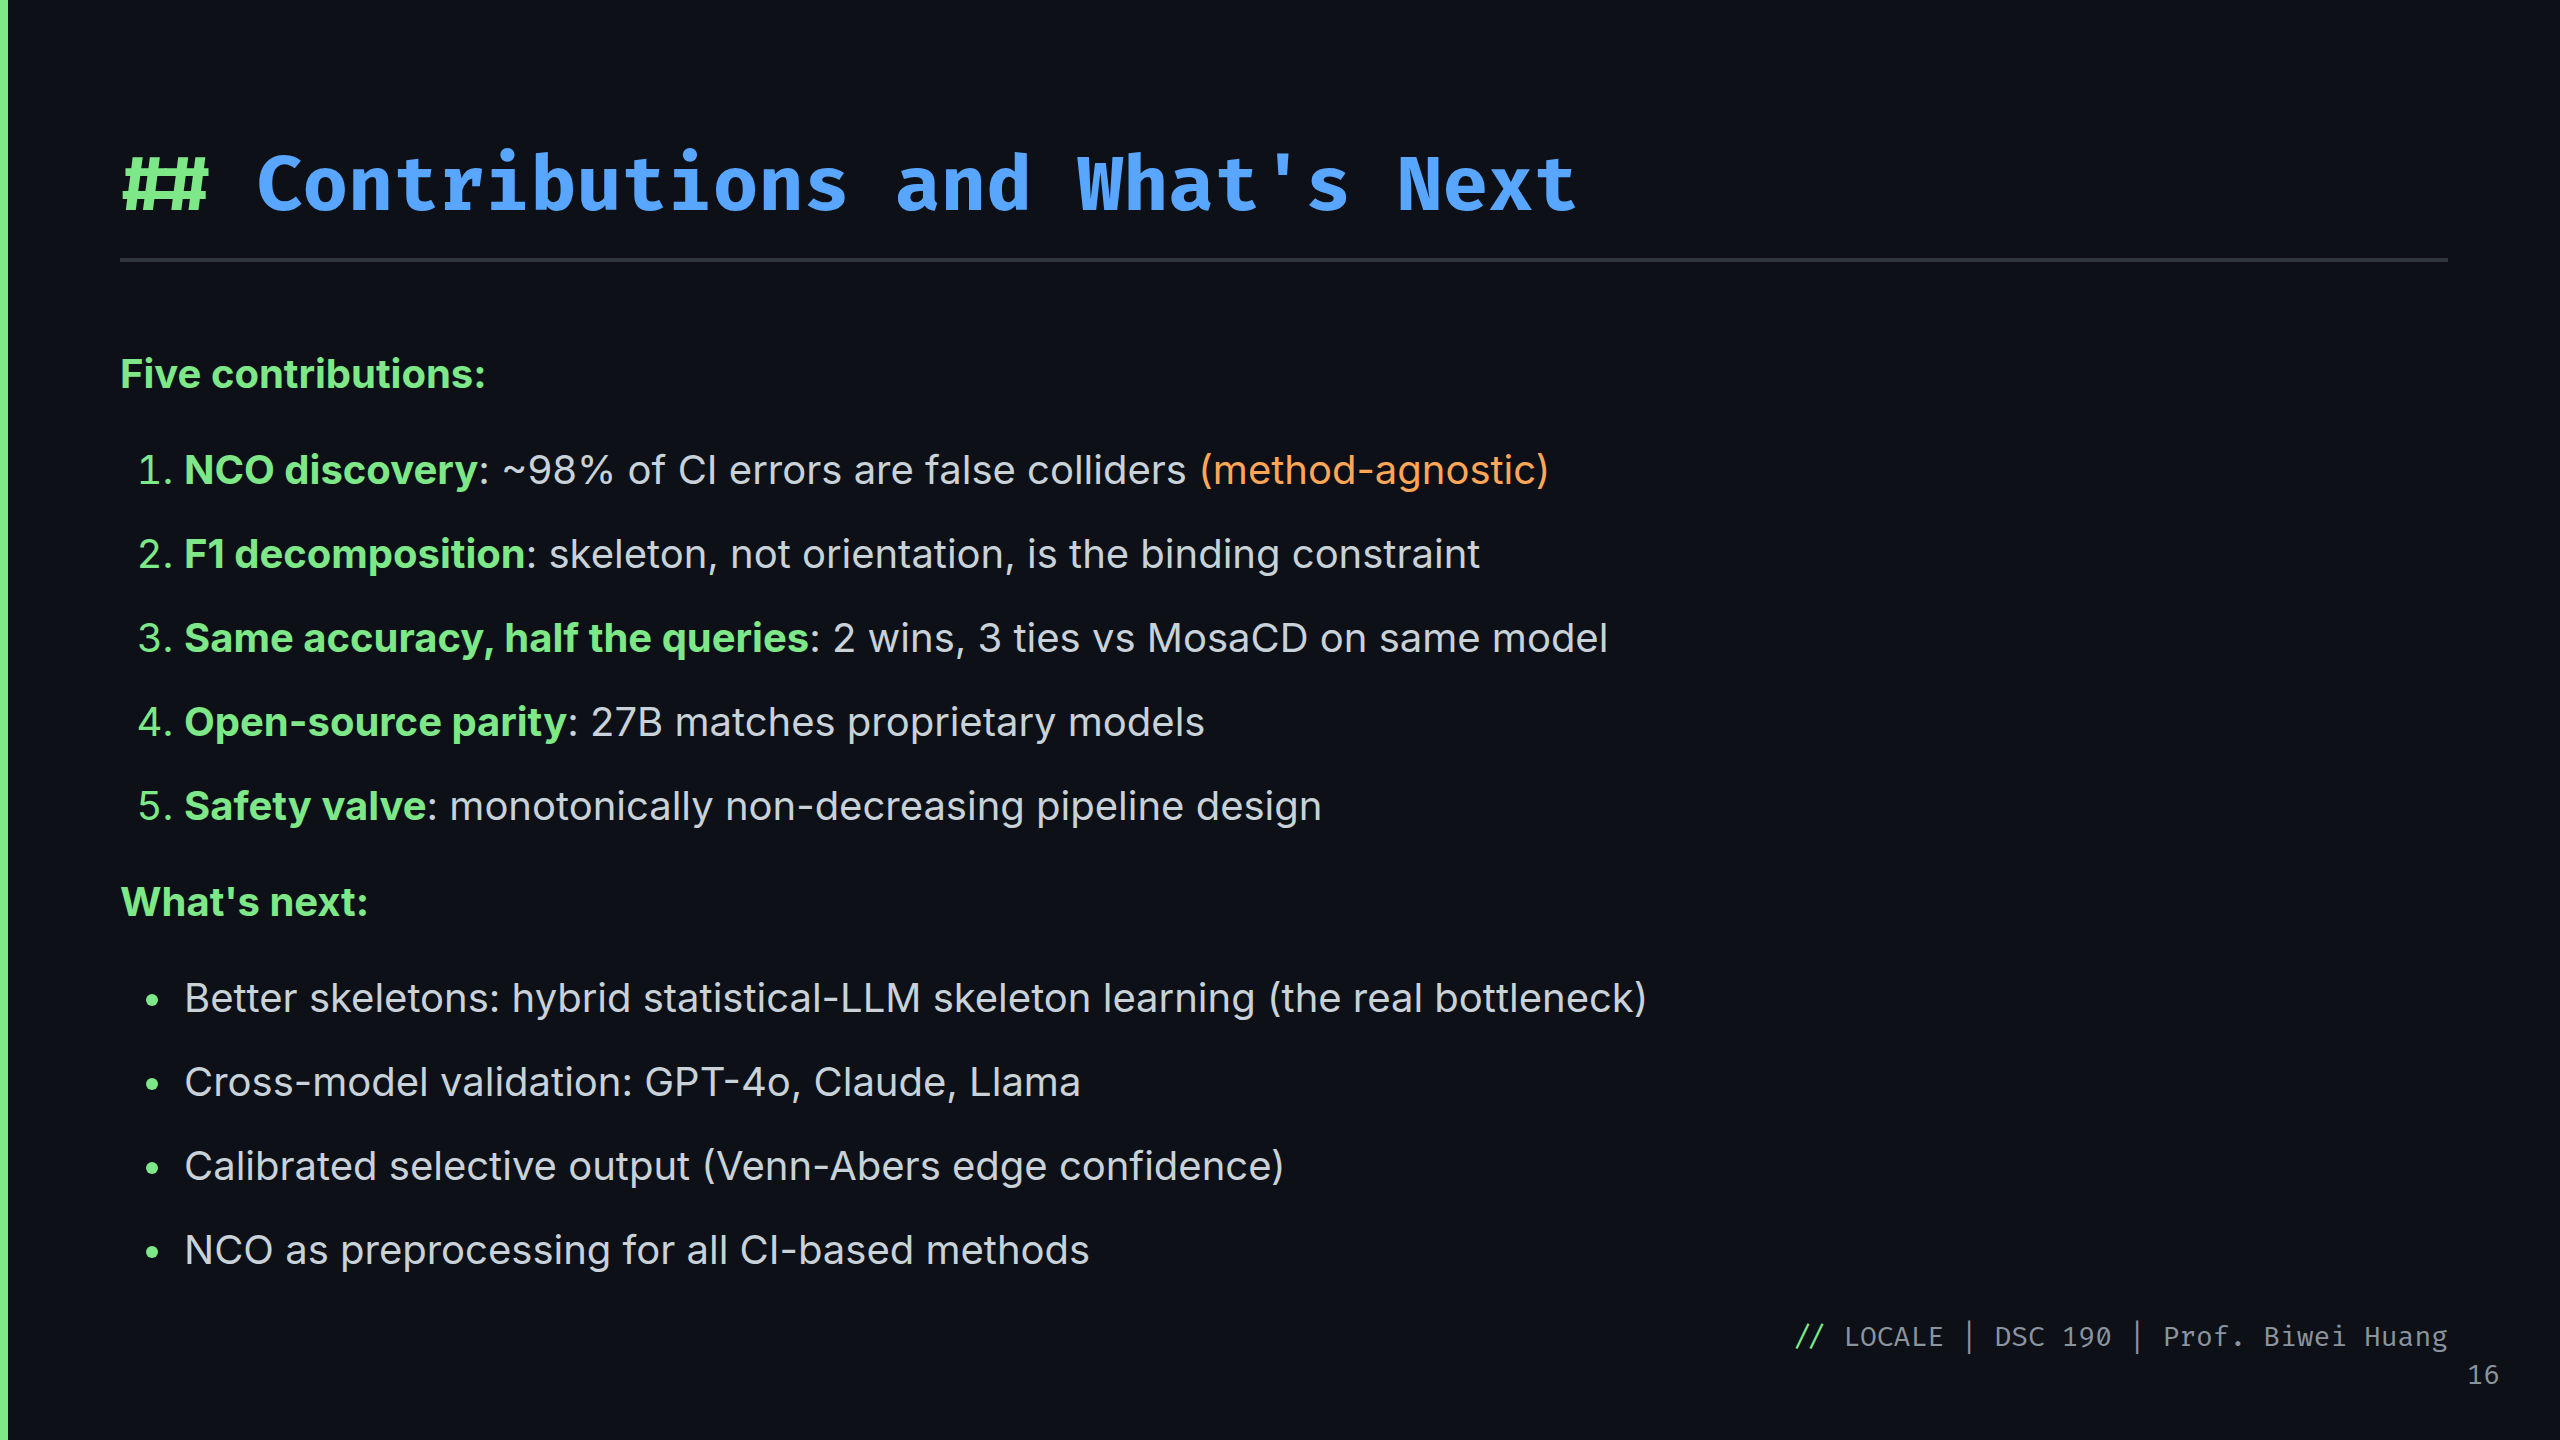 ## Contributions and What's Next
Five contributions:
1. NCO discovery: ~98% of CI errors are false colliders (method-agnostic)
2. F1 decomposition: skeleton, not orientation, is the binding constraint
3. Same accuracy, half the queries: 2 wins, 3 ties vs MosaCD on same model
4. Open-source parity: 27B matches proprietary models
5. Safety valve: monotonically non-decreasing pipeline design
What's next:
• Better skeletons: hybrid statistical-LLM skeleton learning (the real bottleneck)
• Cross-model validation: GPT-4o, Claude, Llama
• Calibrated selective output (Venn-Abers edge confidence)
• NCO as preprocessing for all CI-based methods
// LOCALE | DSC 190 | Prof. Biwei Huang
16